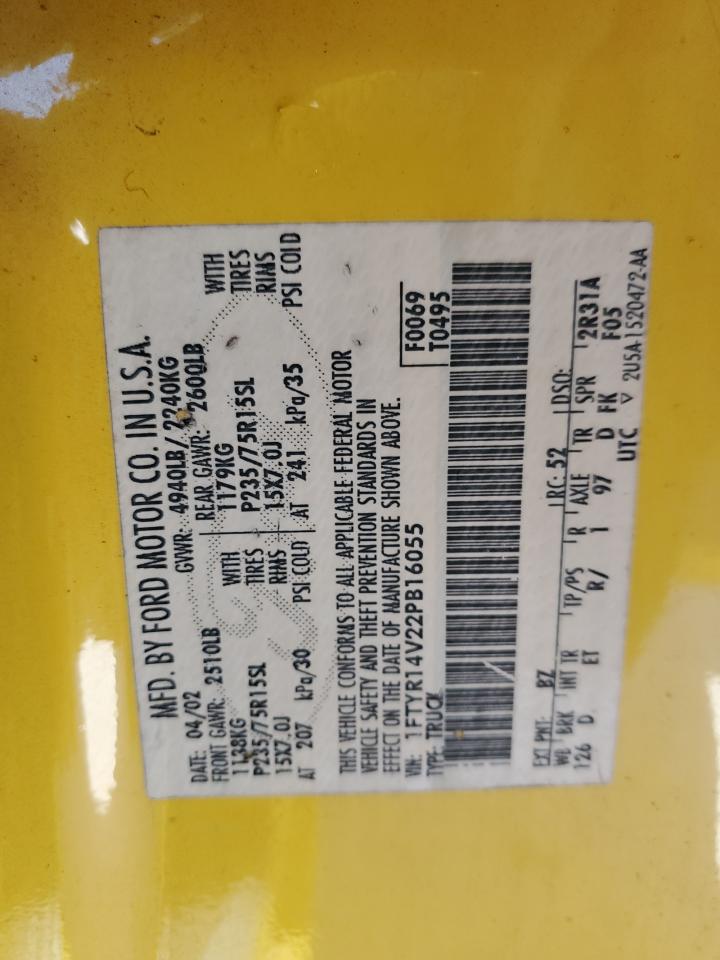 MFD. BY FORD MOTOR CO. IN U.S.A.
DATE: 04/02 GVWR: 4940LB/ 2240KG
FRONT GAWR: 2510LB REAR GAWR: 2600LB
1138KG WITH 1179KG WITH
P235/75R15SL TIRES P235/75R15SL TIRES
15X7.0J RIMS 15X7.0J RIMS
AT 207 kPa/30 PSI COLD AT 241 kPa/35 PSI COLD
THIS VEHICLE CONFORMS TO ALL APPLICABLE FEDERAL MOTOR
VEHICLE SAFETY AND THEFT PREVENTION STANDARDS IN
EFFECT ON THE DATE OF MANUFACTURE SHOWN ABOVE.
VIN: 1FTYR14V22PB16055 F0069
TYPE: TRUCK T0495
EXT PNT: BZ RC: 52 DSO:
WB BRK INT TR TP/PS R AXLE TR SPR 2R31A
126 D ET R/ 1 97 D FK F05
UTC ▽ 2U5A-1520472-AA